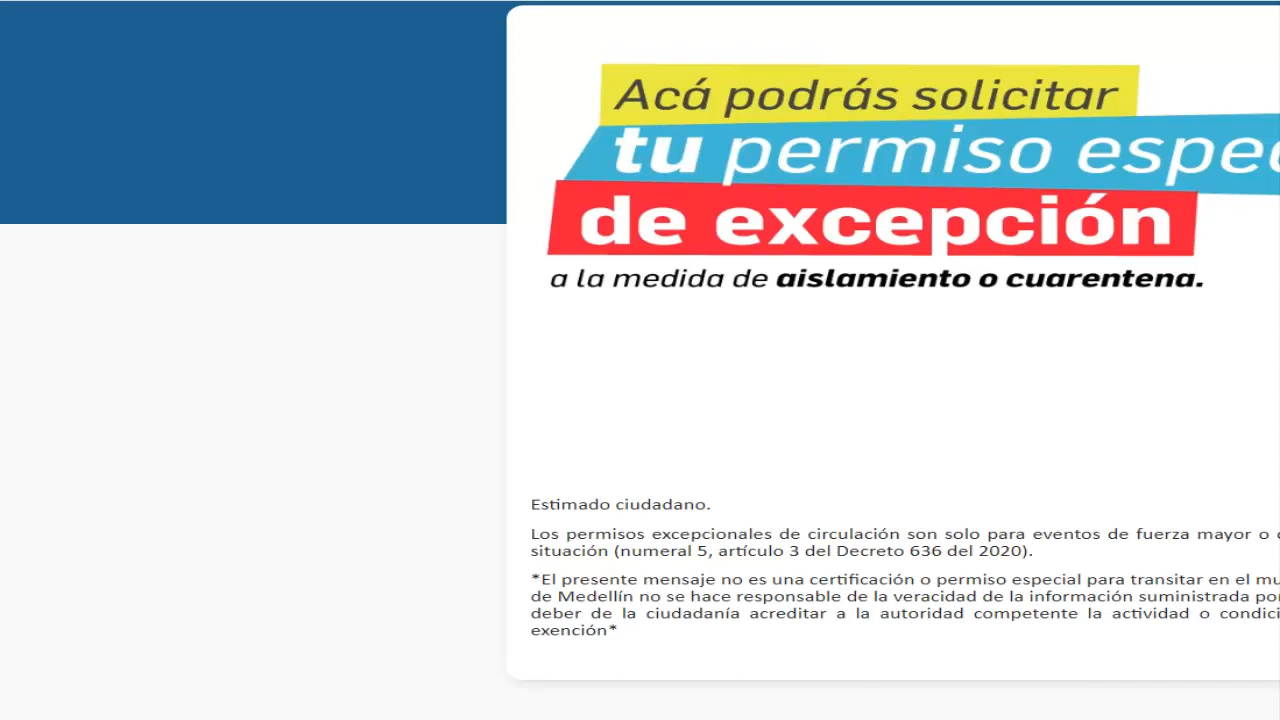 Acá podrás solicitar
tu permiso
de excepción
a la medida de aislamiento o cuarentena.
Estimado ciudadano.
Los permisos excepcionales de circulación son solo para eventos de fuerza mayor o
situación (numeral 5, artículo 3 del Decreto 636 del 2020).
*El presente mensaje no es una certificación o permiso especial para transitar en el
de Medellín no se hace responsable de la veracidad de la información suministrada
deber de la ciudadanía acreditar a la autoridad competente la actividad o
exención*